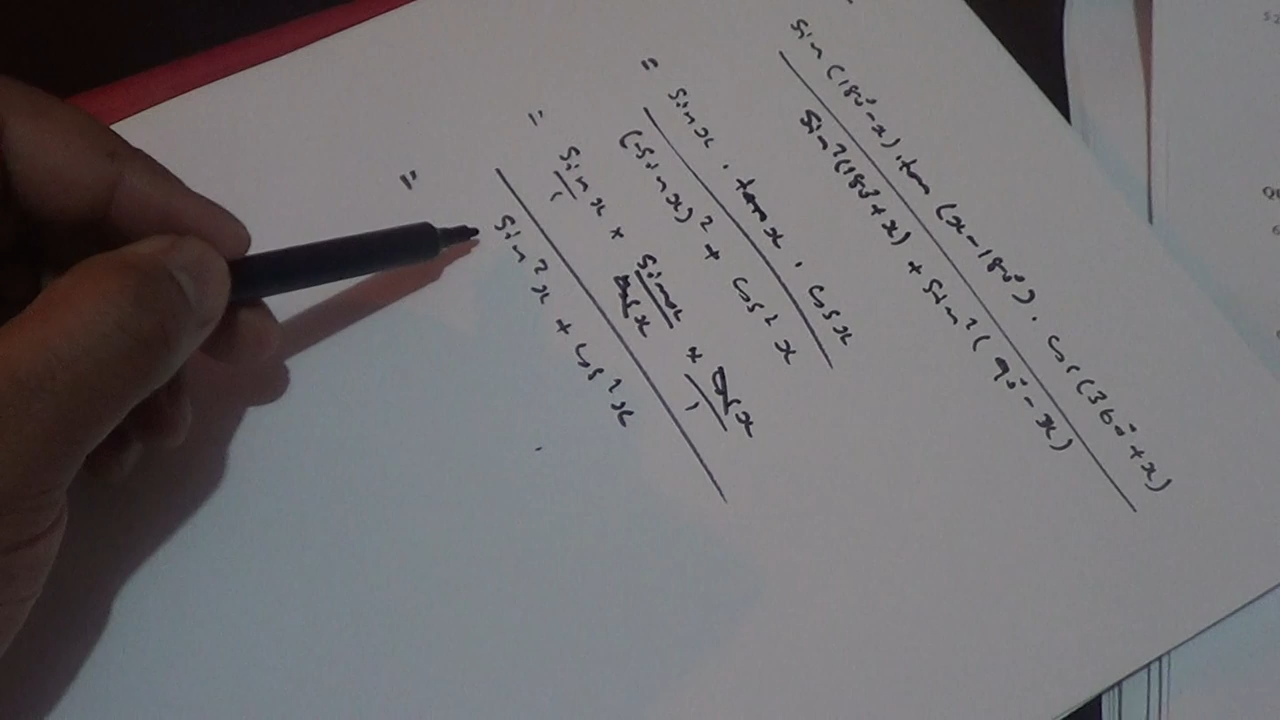 sin(180°-x).tan(x-180°).cos(360°+x)
sin²(180+x)+sin²(90°-x)
= sinx.tanx.cosx
(-sinx)²+cos²x
= sinx/1 × sinx/cosx × cosx/1
sin²x+cos²x
=